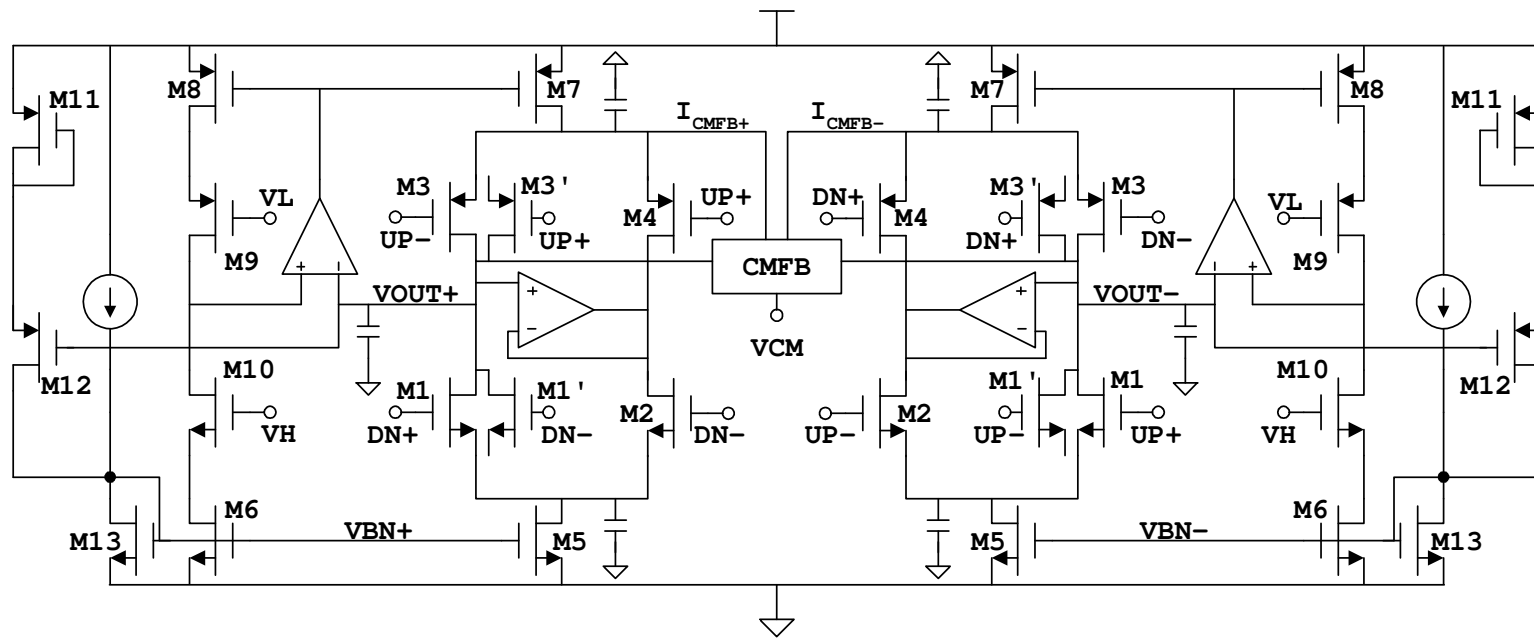 M11
M8
M7
I_CMFB+
I_CMFB-
M7
M8
M11
VL
M3
M3'
UP+
DN+
M3'
M3
VL
M4
M4
UP-
UP+
DN+
DN-
M9
M9
CMFB
+
-
VOUT+
+
+
VOUT-
-
+
-
-
VCM
M12
M10
M1
M1'
M1'
M1
M10
M12
VH
DN+
DN-
M2
DN-
UP-
M2
UP-
UP+
VH
M6
M6
M13
VBN+
M5
M5
VBN-
M13